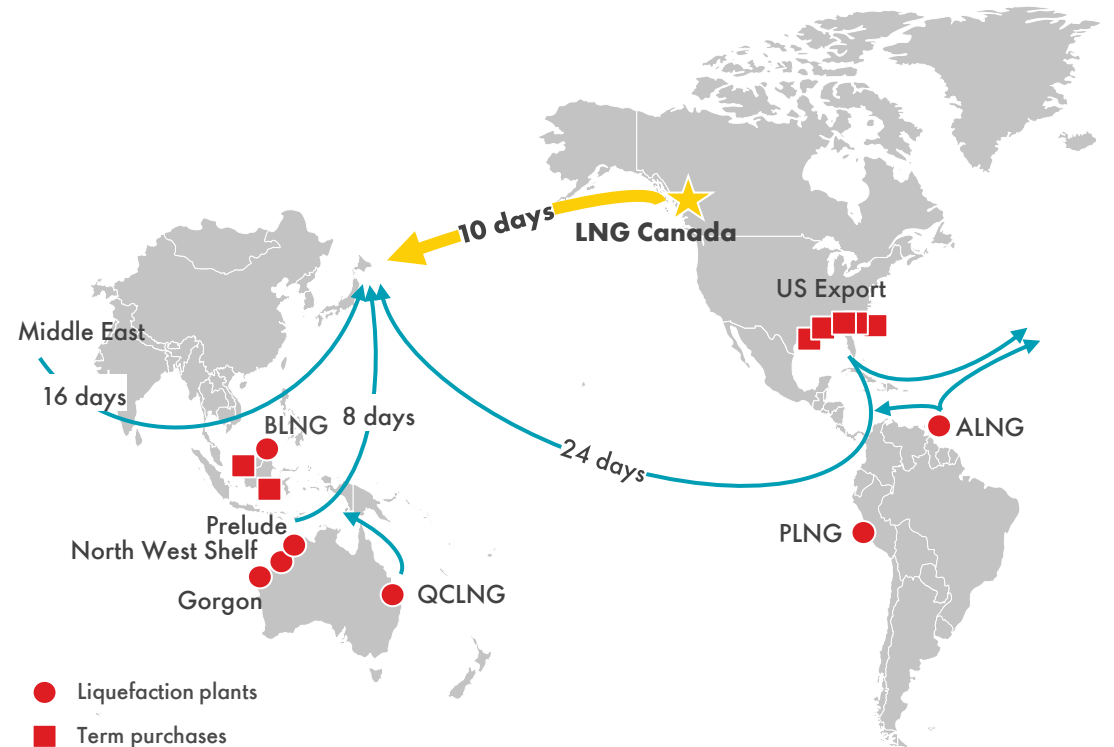 10 days
LNG Canada
US Export
Middle East
16 days
BLNG
8 days
24 days
ALNG
Prelude
PLNG
North West Shelf
Gorgon
QCLNG
Liquefaction plants
Term purchases